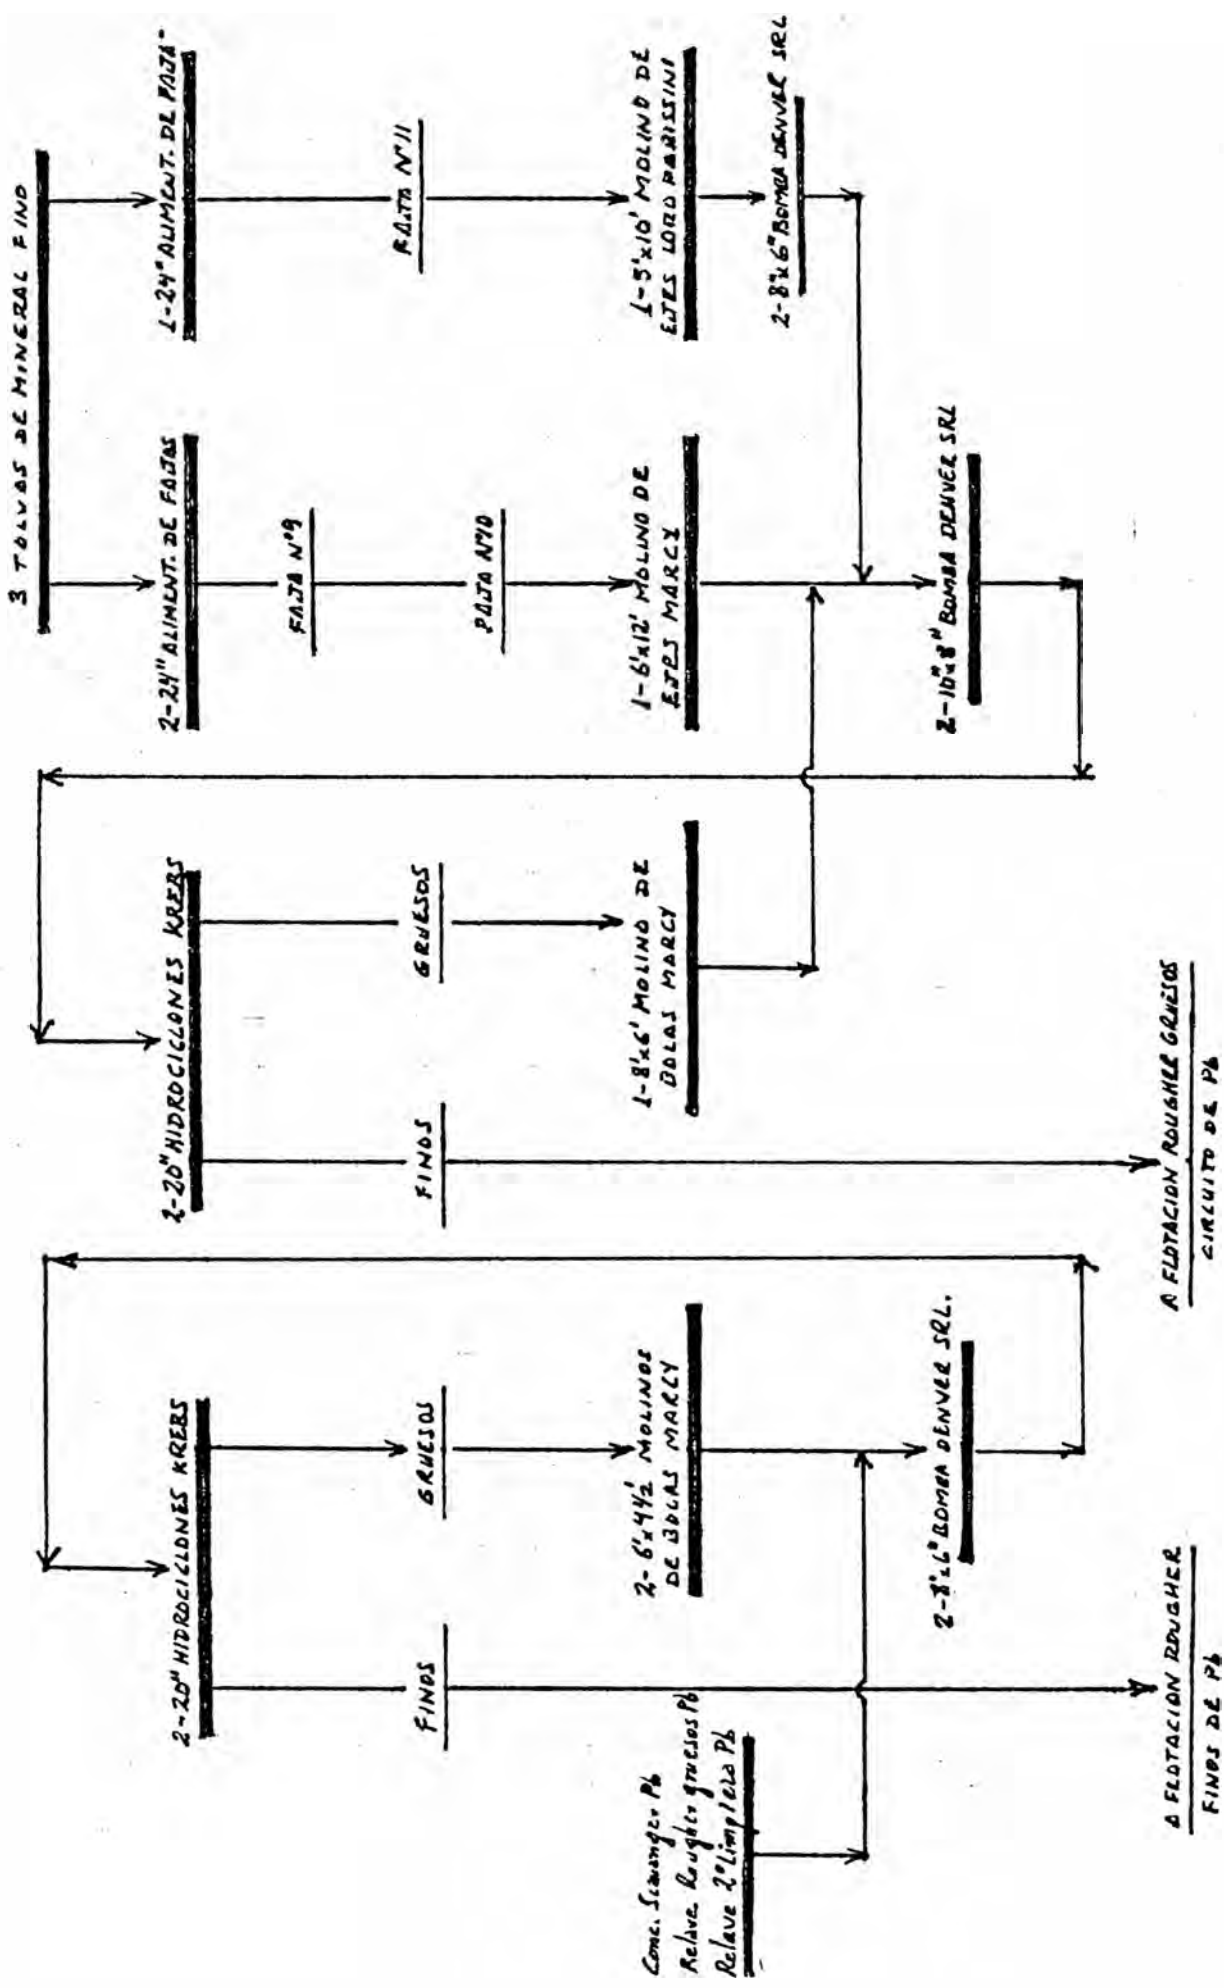 3 TOLVAS DE MINERAL FINO
2-24" ALIMENT. DE FAJAS
1-24" ALIMENT. DE FAJA-
FAJA Nº9
FAJA Nº10
FAJA Nº11
1-6'x12' MOLINO DE
EJES MARCY
1-5'x10' MOLINO DE
EJES LORO PARISSINI
2-8"x6" BOMBA DENVER SRL
2-10"x8" BOMBA DENVER SRL
2-20" HIDROCICLONES KREBS
FINOS
GRUESOS
1-8'x6' MOLINO DE
BOLAS MARCY
A FLOTACION ROUGHER GRUESOS
CIRCUITO DE Pb
2-20" HIDROCICLONES KREBS
FINOS
GRUESOS
2-6'x4½' MOLINOS
DE BOLAS MARCY
Conc. Scavenger Pb
Relave Rougher gruesos Pb
Relave 2º Limpieza Pb
2-8"x6" BOMBA DENVER SRL.
A FLOTACION ROUGHER
FINOS DE Pb